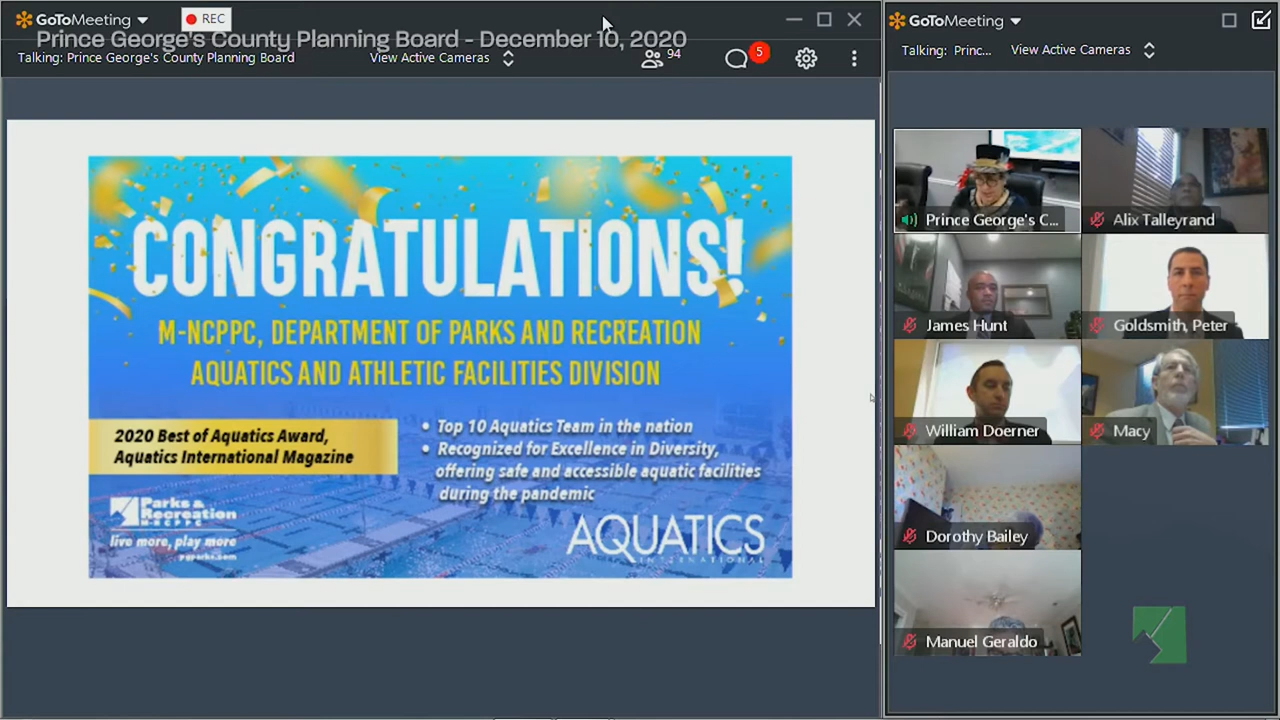 GoToMeeting
REC
Prince George's County Planning Board - December 10, 2020
Talking: Prince George's County Planning Board
View Active Cameras
94
5
CONGRATULATIONS!
M-NCPPC, DEPARTMENT OF PARKS AND RECREATION
AQUATICS AND ATHLETIC FACILITIES DIVISION
2020 Best of Aquatics Award,
Aquatics International Magazine
• Top 10 Aquatics Team in the nation
• Recognized for Excellence in Diversity,
offering safe and accessible aquatic facilities
during the pandemic
Parks &
Recreation
M-NCPPC
live more, play more
pgparks.com
AQUATICS
INTERNATIONAL
GoToMeeting
Talking: Princ...
View Active Cameras
Prince George's C...
Alix Talleyrand
James Hunt
Goldsmith, Peter
William Doerner
Macy
Dorothy Bailey
Manuel Geraldo